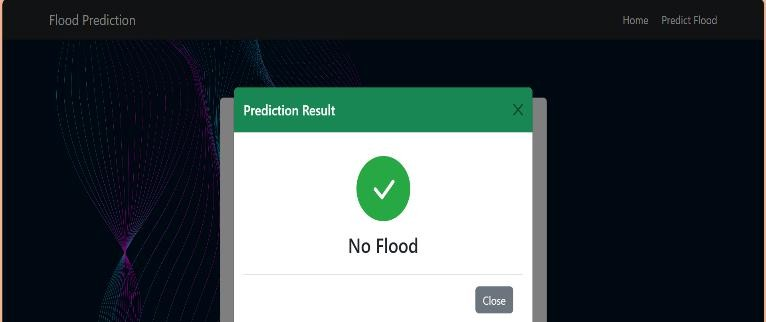 Flood Prediction
Home Predict Flood
Prediction Result
No Flood
Close